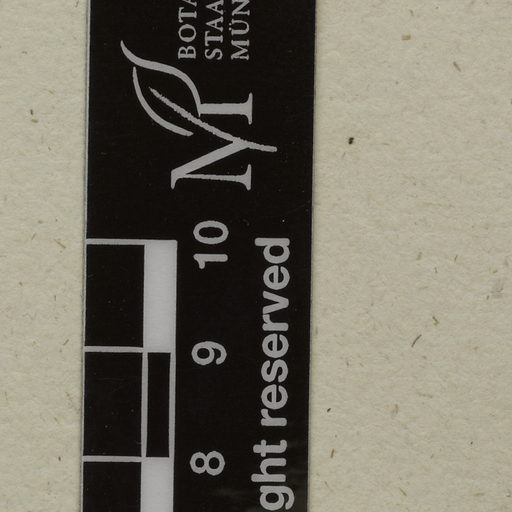 BOTA
STAA
MÜN
M
10
9
8
ght reserved